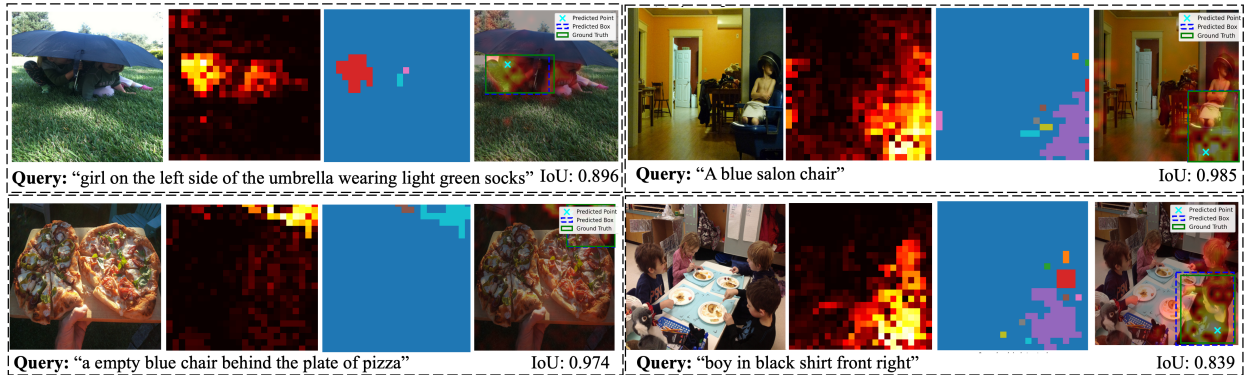 Predicted Point
Predicted Box
Ground Truth
Query: “girl on the left side of the umbrella wearing light green socks” IoU: 0.896
Predicted Point
Predicted Box
Ground Truth
Query: “A blue salon chair” IoU: 0.985
Predicted Point
Predicted Box
Ground Truth
Query: “a empty blue chair behind the plate of pizza” IoU: 0.974
Predicted Point
Predicted Box
Ground Truth
Query: “boy in black shirt front right” IoU: 0.839